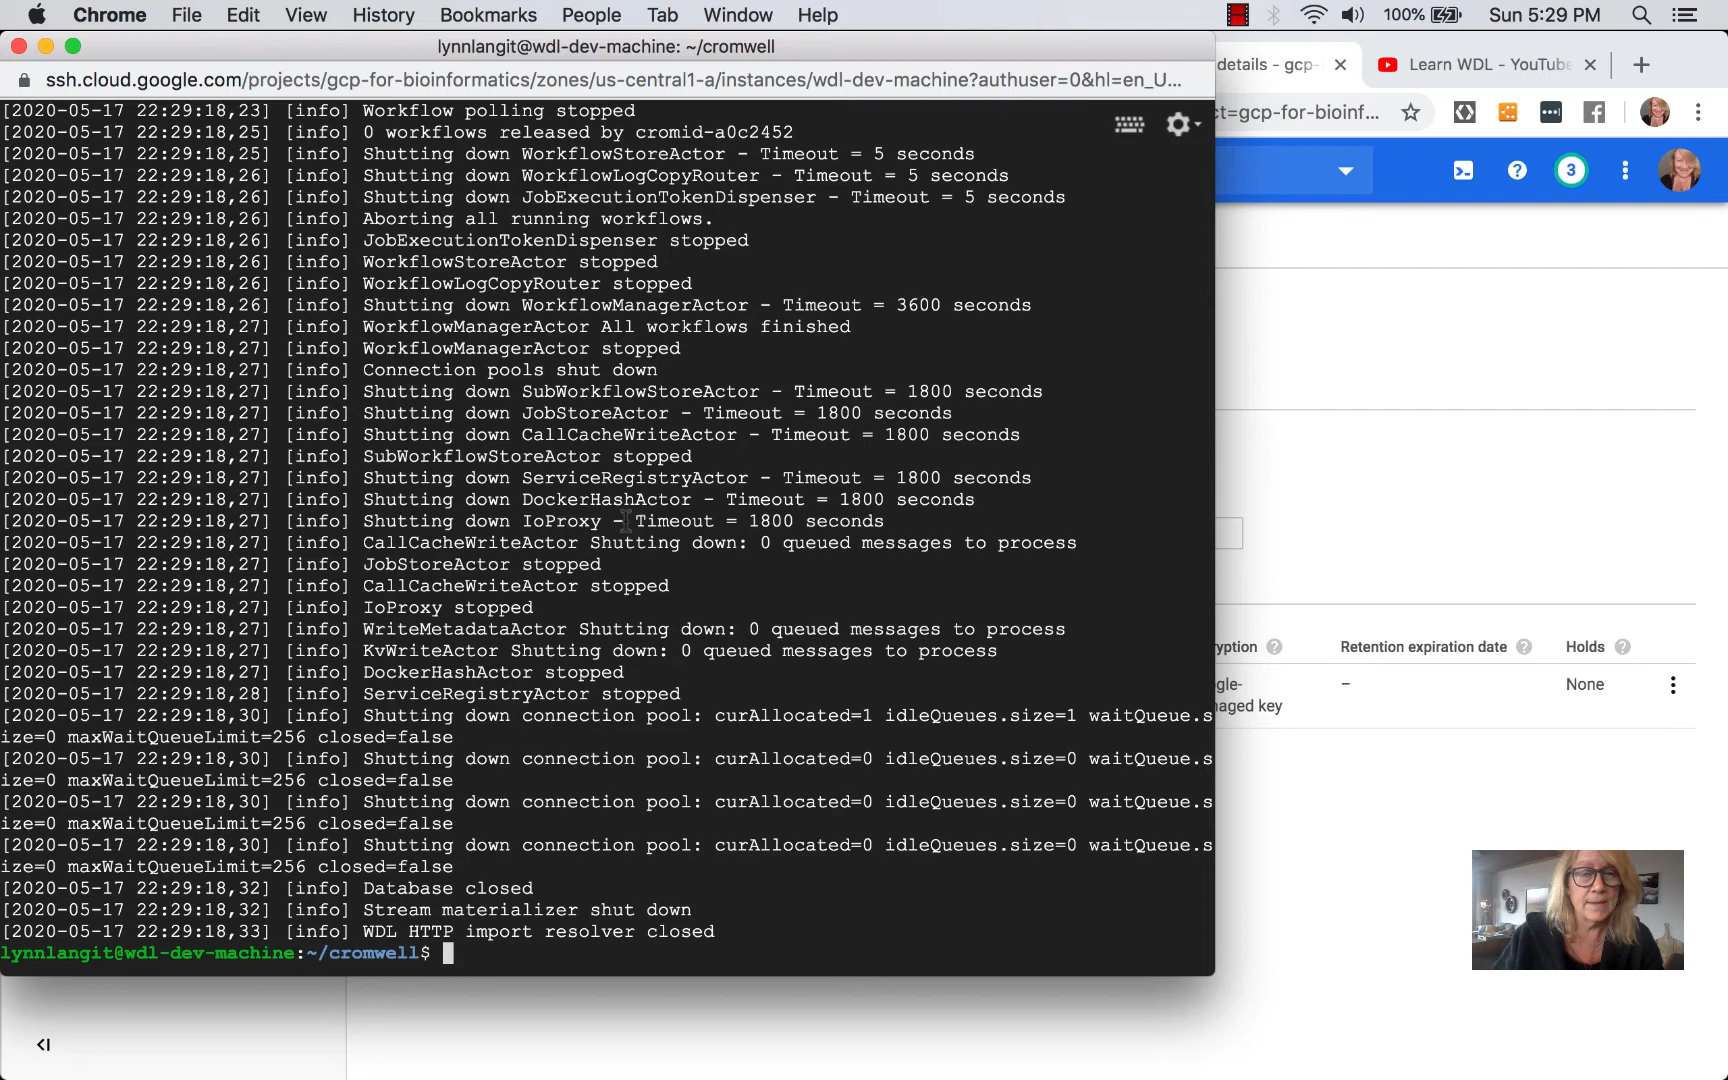 Chrome File Edit View History Bookmarks People Tab Window Help 100% Sun 5:29 PM
lynnlangit@wdl-dev-machine: ~/cromwell
details - gcp- Learn WDL - YouTube
ssh.cloud.google.com/projects/gcp-for-bioinformatics/zones/us-central1-a/instances/wdl-dev-machine?authuser=0&hl=en_U...
ct=gcp-for-bioinf...
3
[2020-05-17 22:29:18,23] [info] Workflow polling stopped
[2020-05-17 22:29:18,25] [info] 0 workflows released by cromid-a0c2452
[2020-05-17 22:29:18,25] [info] Shutting down WorkflowStoreActor - Timeout = 5 seconds
[2020-05-17 22:29:18,26] [info] Shutting down WorkflowLogCopyRouter - Timeout = 5 seconds
[2020-05-17 22:29:18,26] [info] Shutting down JobExecutionTokenDispenser - Timeout = 5 seconds
[2020-05-17 22:29:18,26] [info] Aborting all running workflows.
[2020-05-17 22:29:18,26] [info] JobExecutionTokenDispenser stopped
[2020-05-17 22:29:18,26] [info] WorkflowStoreActor stopped
[2020-05-17 22:29:18,26] [info] WorkflowLogCopyRouter stopped
[2020-05-17 22:29:18,26] [info] Shutting down WorkflowManagerActor - Timeout = 3600 seconds
[2020-05-17 22:29:18,27] [info] WorkflowManagerActor All workflows finished
[2020-05-17 22:29:18,27] [info] WorkflowManagerActor stopped
[2020-05-17 22:29:18,27] [info] Connection pools shut down
[2020-05-17 22:29:18,27] [info] Shutting down SubWorkflowStoreActor - Timeout = 1800 seconds
[2020-05-17 22:29:18,27] [info] Shutting down JobStoreActor - Timeout = 1800 seconds
[2020-05-17 22:29:18,27] [info] Shutting down CallCacheWriteActor - Timeout = 1800 seconds
[2020-05-17 22:29:18,27] [info] SubWorkflowStoreActor stopped
[2020-05-17 22:29:18,27] [info] Shutting down ServiceRegistryActor - Timeout = 1800 seconds
[2020-05-17 22:29:18,27] [info] Shutting down DockerHashActor - Timeout = 1800 seconds
[2020-05-17 22:29:18,27] [info] Shutting down IoProxy - Timeout = 1800 seconds
[2020-05-17 22:29:18,27] [info] CallCacheWriteActor Shutting down: 0 queued messages to process
[2020-05-17 22:29:18,27] [info] JobStoreActor stopped
[2020-05-17 22:29:18,27] [info] CallCacheWriteActor stopped
[2020-05-17 22:29:18,27] [info] IoProxy stopped
[2020-05-17 22:29:18,27] [info] WriteMetadataActor Shutting down: 0 queued messages to process
[2020-05-17 22:29:18,27] [info] KvWriteActor Shutting down: 0 queued messages to process
[2020-05-17 22:29:18,27] [info] DockerHashActor stopped
[2020-05-17 22:29:18,28] [info] ServiceRegistryActor stopped
[2020-05-17 22:29:18,30] [info] Shutting down connection pool: curAllocated=1 idleQueues.size=1 waitQueue.s
ize=0 maxWaitQueueLimit=256 closed=false
[2020-05-17 22:29:18,30] [info] Shutting down connection pool: curAllocated=0 idleQueues.size=0 waitQueue.s
ize=0 maxWaitQueueLimit=256 closed=false
[2020-05-17 22:29:18,30] [info] Shutting down connection pool: curAllocated=0 idleQueues.size=0 waitQueue.s
ize=0 maxWaitQueueLimit=256 closed=false
[2020-05-17 22:29:18,30] [info] Shutting down connection pool: curAllocated=0 idleQueues.size=0 waitQueue.s
ize=0 maxWaitQueueLimit=256 closed=false
[2020-05-17 22:29:18,32] [info] Database closed
[2020-05-17 22:29:18,32] [info] Stream materializer shut down
[2020-05-17 22:29:18,33] [info] WDL HTTP import resolver closed
lynnlangit@wdl-dev-machine:~/cromwell$
ryption Retention expiration date Holds
gle- – None
naged key